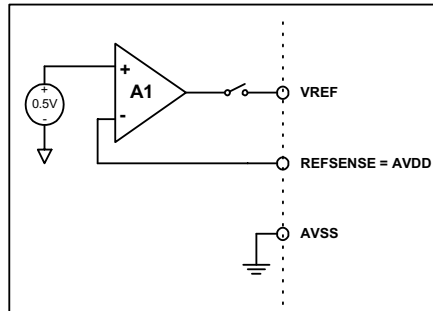 +
0.5V
-
+
A1
-
VREF
REFSENSE = AVDD
AVSS